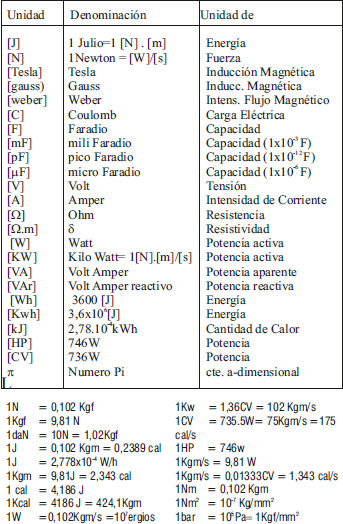 Unidad Denominación Unidad de
[J] 1 Julio=1 [N] . [m] Energía
[N] 1Newton = [W]/[s] Fuerza
[Tesla] Tesla Inducción Magnética
[gauss) Gauss Inducc. Magnética
[weber] Weber Intens. Flujo Magnético
[C] Coulomb Carga Eléctrica
[F] Faradio Capacidad
[mF] mili Faradio Capacidad (1x10⁻³F)
[pF] pico Faradio Capacidad (1x10⁻¹²F)
[µF] micro Faradio Capacidad (1x10⁻⁶F)
[V] Volt Tensión
[A] Amper Intensidad de Corriente
[Ω] Ohm Resistencia
[Ω.m] δ Resistividad
[W] Watt Potencia activa
[KW] Kilo Watt= 1[N].[m]/[s] Potencia activa
[VA] Volt Amper Potencia aparente
[VAr] Volt Amper reactivo Potencia reactiva
[Wh] 3600 [J] Energía
[Kwh] 3,6x10⁶[J] Energía
[kJ] 2,78.10⁻⁴kWh Cantidad de Calor
[HP] 746W Potencia
[CV] 736W Potencia
π Numero Pi cte. a-dimensional
L
1N = 0,102 Kgf
1Kgf = 9,81 N
1daN = 10N = 1,02Kgf
1J = 0,102 Kgm = 0,2389 cal
1J = 2,778x10⁻⁴ W/h
1Kgm = 9,81J = 2,343 cal
1 cal = 4,186 J
1Kcal = 4186 J = 424,1Kgm
1W = 0,102Kgm/s =10⁷ergios
1Kw = 1,36CV = 102 Kgm/s
1CV = 735.5W= 75Kgm/s =175
cal/s
1HP = 746w
1Kgm/s = 9,81 W
1Kgm/s = 0,01333CV = 1,343 cal/s
1Nm = 0,102 Kgm
1Nm² = 10⁻⁷ Kg/mm²
1bar = 10⁵Pa= 1Kgf/mm²